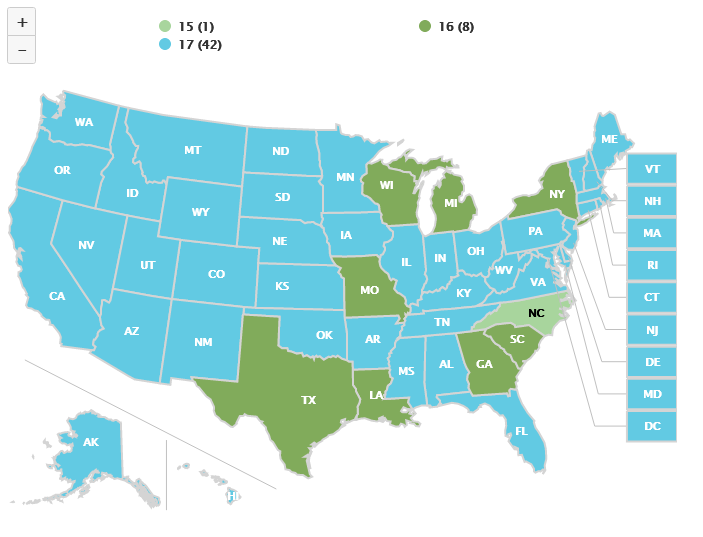 +
–
15 (1)
16 (8)
17 (42)
WA
OR
CA
NV
ID
MT
WY
UT
AZ
CO
NM
ND
SD
NE
KS
OK
TX
MN
IA
MO
AR
LA
WI
IL
MI
IN
OH
KY
TN
MS
AL
GA
FL
SC
NC
WV
VA
PA
NY
ME
VT
NH
MA
RI
CT
NJ
DE
MD
DC
AK
HI